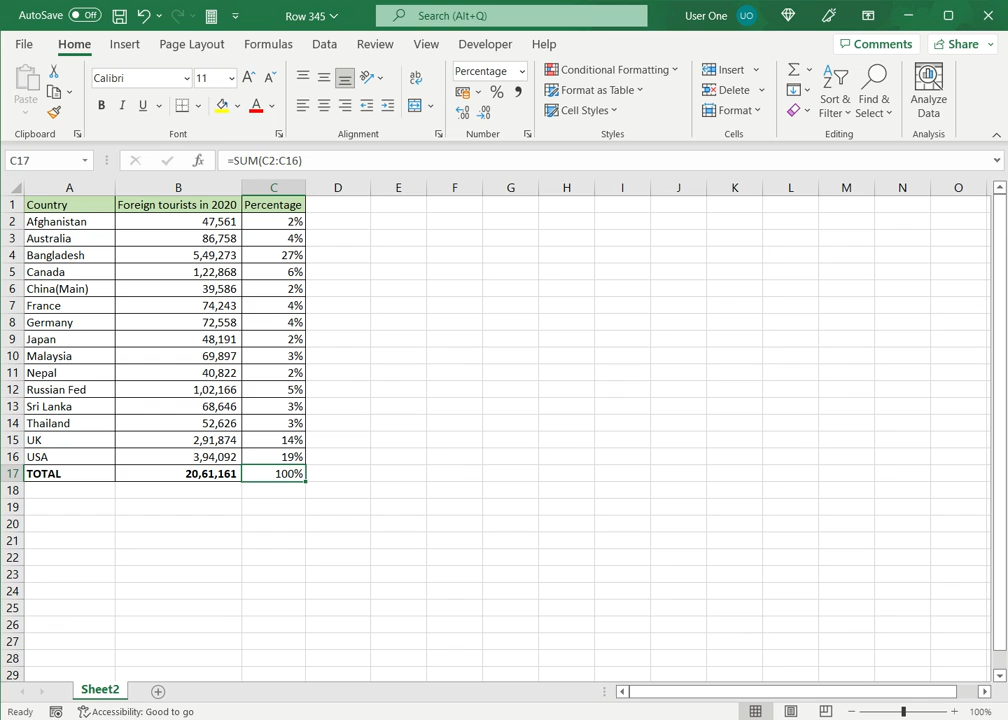 AutoSave Off Row 345 Search (Alt+Q) User One UO
File Home Insert Page Layout Formulas Data Review View Developer Help Comments Share
Paste
Clipboard
Calibri 11
B I U A
Font
ab
Alignment
Percentage
% ,
Number
Conditional Formatting
Format as Table
Cell Styles
Styles
Insert
Delete
Format
Cells
Sort & Filter
Find & Select
Editing
Analyze Data
Analysis
C17 fx =SUM(C2:C16)
A B C D E F G H I J K L M N O
1 Country Foreign tourists in 2020 Percentage
2 Afghanistan 47,561 2%
3 Australia 86,758 4%
4 Bangladesh 5,49,273 27%
5 Canada 1,22,868 6%
6 China(Main) 39,586 2%
7 France 74,243 4%
8 Germany 72,558 4%
9 Japan 48,191 2%
10 Malaysia 69,897 3%
11 Nepal 40,822 2%
12 Russian Fed 1,02,166 5%
13 Sri Lanka 68,646 3%
14 Thailand 52,626 3%
15 UK 2,91,874 14%
16 USA 3,94,092 19%
17 TOTAL 20,61,161 100%
18
19
20
21
22
23
24
25
26
27
28
29
Sheet2
Ready Accessibility: Good to go 100%